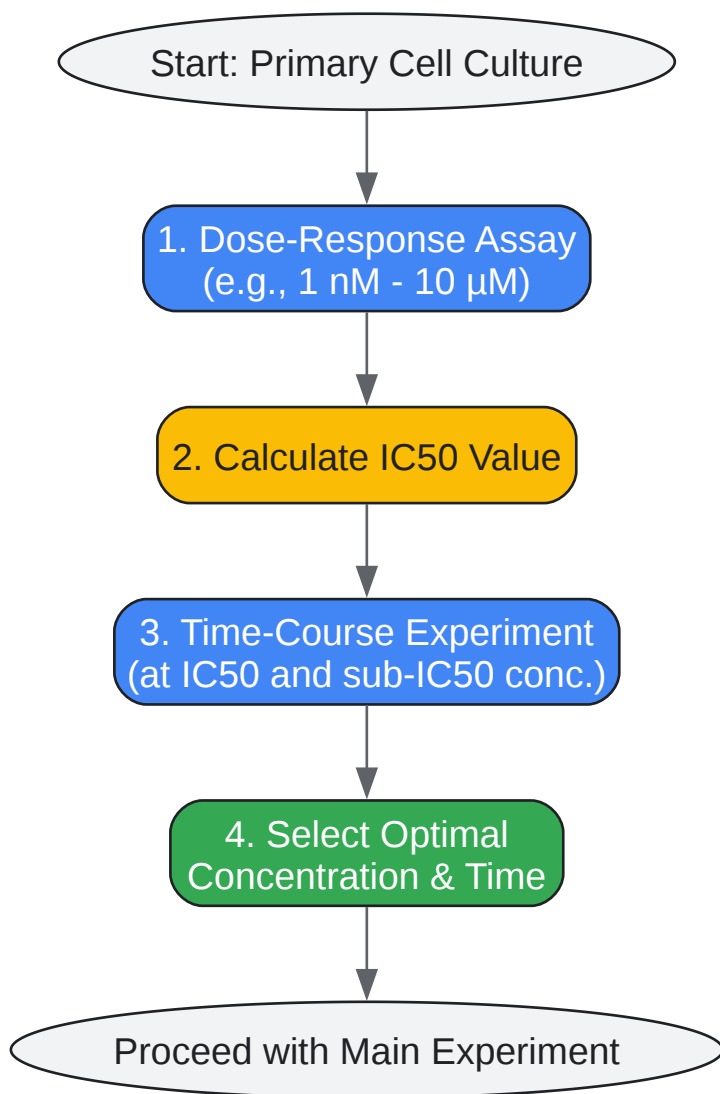 Start: Primary Cell Culture
1. Dose-Response Assay
(e.g., 1 nM - 10 µM)
2. Calculate IC50 Value
3. Time-Course Experiment
(at IC50 and sub-IC50 conc.)
4. Select Optimal
Concentration & Time
Proceed with Main Experiment